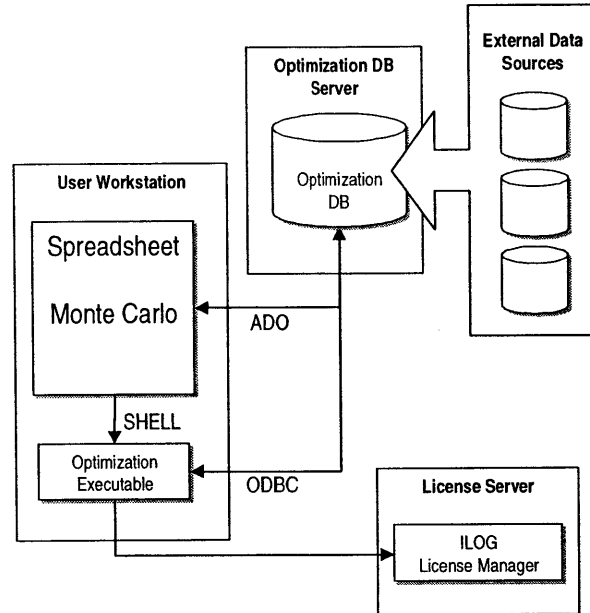 External Data
Sources
Optimization DB
Server
Optimization
DB
User Workstation
Spreadsheet
Monte Carlo
ADO
SHELL
Optimization
Executable
ODBC
License Server
ILOG
License Manager